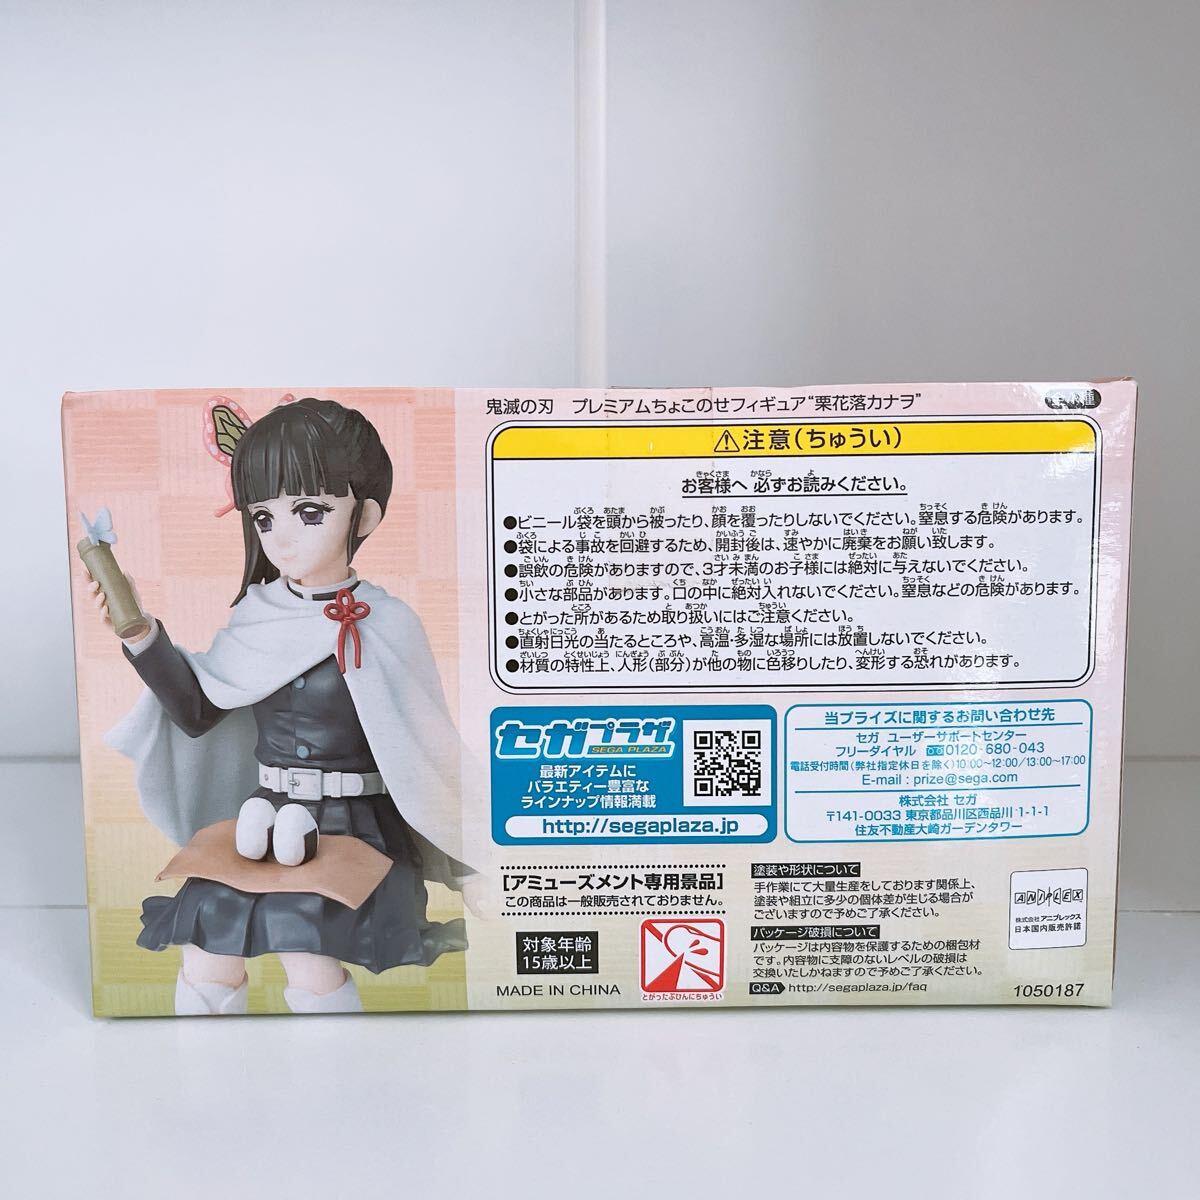 鬼滅の刃　プレミアムちょこのせフィギュア"栗花落カナヲ"
⚠注意(ちゅうい)
お客様へ 必ずお読みください。
●ビニール袋を頭から被ったり、顔を覆ったりしないでください。窒息する危険があります。
●袋による事故を回避するため、開封後は、速やかに廃棄をお願い致します。
●誤飲の危険がありますので、3才未満のお子様には絶対に与えないでください。
●小さな部品があります。口の中に絶対入れないでください。窒息などの危険があります。
●とがった所があるため取り扱いにはご注意ください。
●直射日光の当たるところや、高温・多湿な場所には放置しないでください。
●材質の特性上、人形(部分)が他の物に色移りしたり、変形する恐れがあります。
セガプラザ
SEGA PLAZA
最新アイテムに
バラエティー豊富な
ラインナップ情報満載
http://segaplaza.jp
当プライズに関するお問い合わせ先
セガ ユーザーサポートセンター
フリーダイヤル 0120-680-043
電話受付時間(弊社指定休日を除く)10:00〜12:00/13:00〜17:00
E-mail : prize@sega.com
株式会社 セガ
〒141-0033 東京都品川区西品川1-1-1
住友不動産大崎ガーデンタワー
[アミューズメント専用景品]
この商品は一般販売されておりません。
対象年齢
15歳以上
MADE IN CHINA
とがったぶひんにちゅうい
塗装や形状について
手作業にて大量生産をしております関係上、
塗装や組立に多少の個体差が生じる場合が
ございますので予めご了承ください。
パッケージ破損について
パッケージは内容物を保護するための梱包材
です。内容物に支障のないレベルの破損は
交換いたしかねますので予めご了承ください。
Q&A http://segaplaza.jp/faq
ANIPLEX
株式会社アニプレックス
日本国内販売許諾
1050187